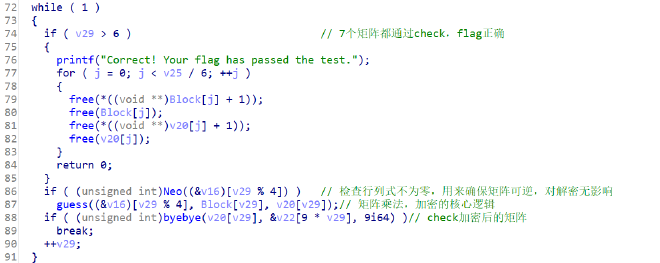 72 while ( 1 )
73 {
74 if ( v29 > 6 ) // 7个矩阵都通过check，flag正确
75 {
76 printf("Correct! Your flag has passed the test.");
77 for ( j = 0; j < v25 / 6; ++j )
78 {
79 free(*((void **)Block[j] + 1));
80 free(Block[j]);
81 free(*((void **)v20[j] + 1));
82 free(v20[j]);
83 }
84 return 0;
85 }
86 if ( (unsigned int)Neo((&v16)[v29 % 4]) ) // 检查行列式不为零，用来确保矩阵可逆，对解密无影响
87 guess((&v16)[v29 % 4], Block[v29], v20[v29]);// 矩阵乘法，加密的核心逻辑
88 if ( (unsigned int)byebye(v20[v29], &v22[9 * v29], 9i64) )// check加密后的矩阵
89 break;
90 ++v29;
91 }